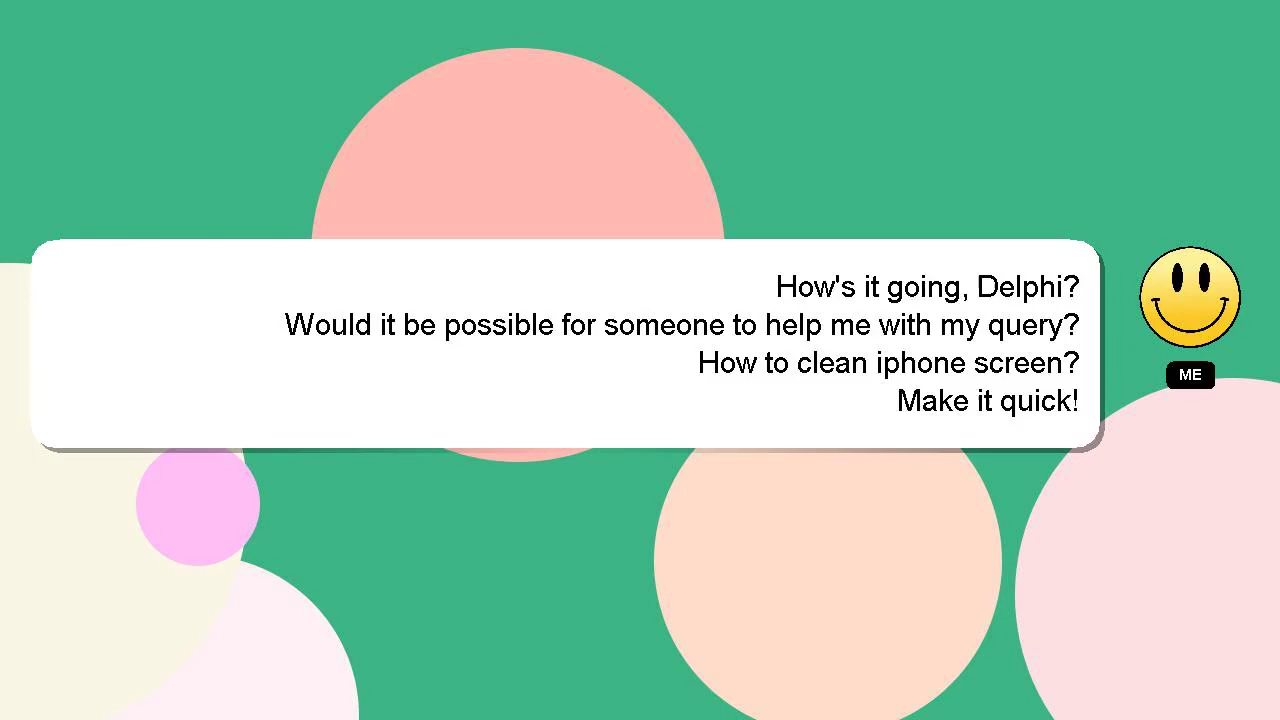 How's it going, Delphi?
Would it be possible for someone to help me with my query?
How to clean iphone screen?
Make it quick!
ME